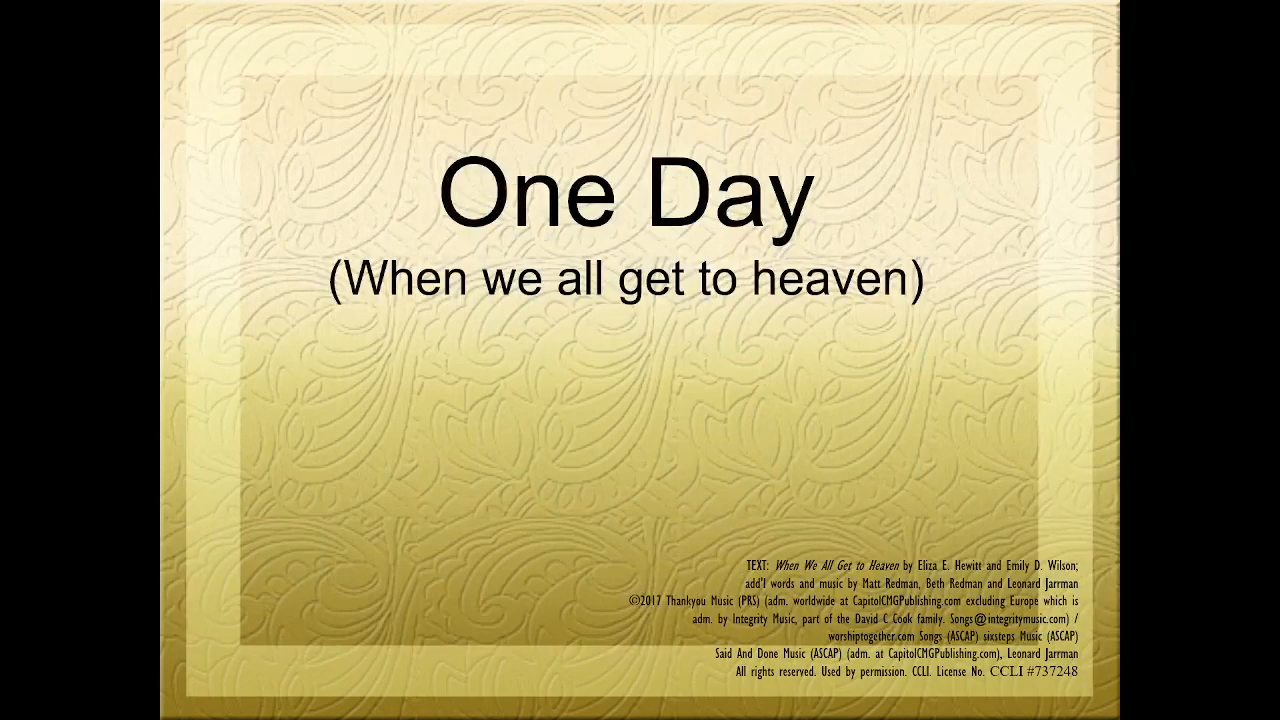 One Day
(When we all get to heaven)
TEXT: When We All Get to Heaven by Eliza E. Hewitt and Emily D. Wilson;
add'l words and music by Matt Redman, Beth Redman and Leonard Jarrman
©2017 Thankyou Music (PRS) (adm. worldwide at CapitolCMGPublishing.com excluding Europe which is
adm. by Integrity Music, part of the David C Cook family. Songs@integritymusic.com) /
worshiptogether.com Songs (ASCAP) sixsteps Music (ASCAP)
Said And Done Music (ASCAP) (adm. at CapitolCMGPublishing.com), Leonard Jarrman
All rights reserved. Used by permission. CCLI. License No. CCLI #737248